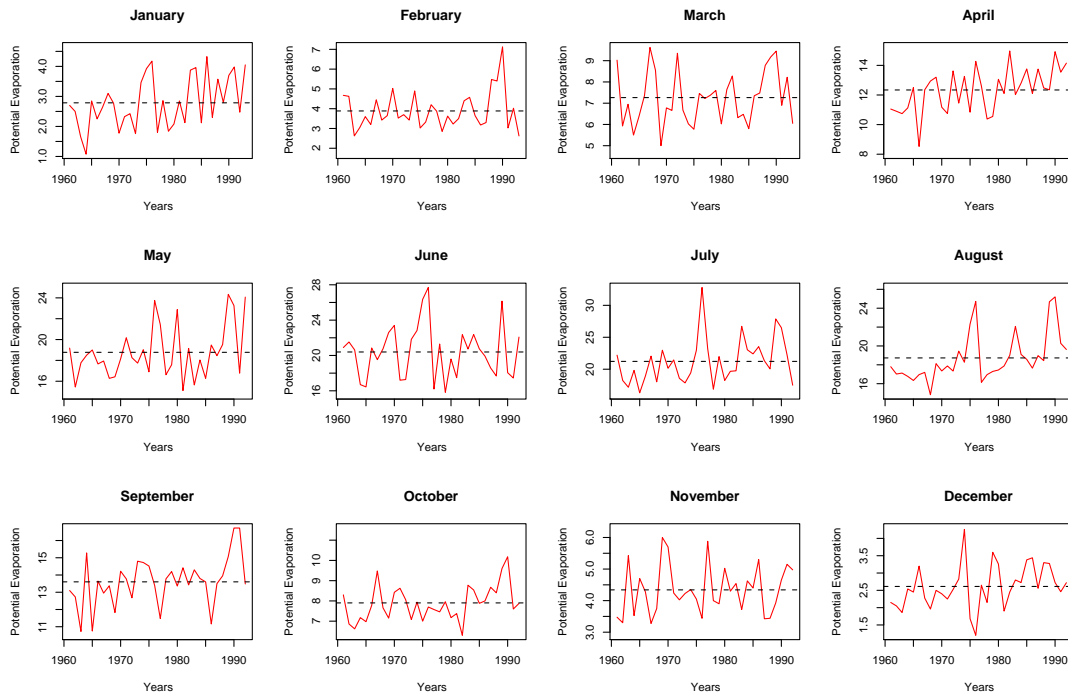 January February March April
Potential Evaporation 1.0 2.0 3.0 4.0 Potential Evaporation 2 3 4 5 6 7 Potential Evaporation 5 6 7 8 9 Potential Evaporation 8 10 12 14
1960 1970 1980 1990 1960 1970 1980 1990 1960 1970 1980 1990 1960 1970 1980 1990
Years Years Years Years
May June July August
Potential Evaporation 16 20 24 Potential Evaporation 16 20 24 28 Potential Evaporation 20 25 30 Potential Evaporation 16 20 24
1960 1970 1980 1990 1960 1970 1980 1990 1960 1970 1980 1990 1960 1970 1980 1990
Years Years Years Years
September October November December
Potential Evaporation 11 13 15 Potential Evaporation 7 8 9 10 Potential Evaporation 3.0 4.0 5.0 6.0 Potential Evaporation 1.5 2.5 3.5
1960 1970 1980 1990 1960 1970 1980 1990 1960 1970 1980 1990 1960 1970 1980 1990
Years Years Years Years